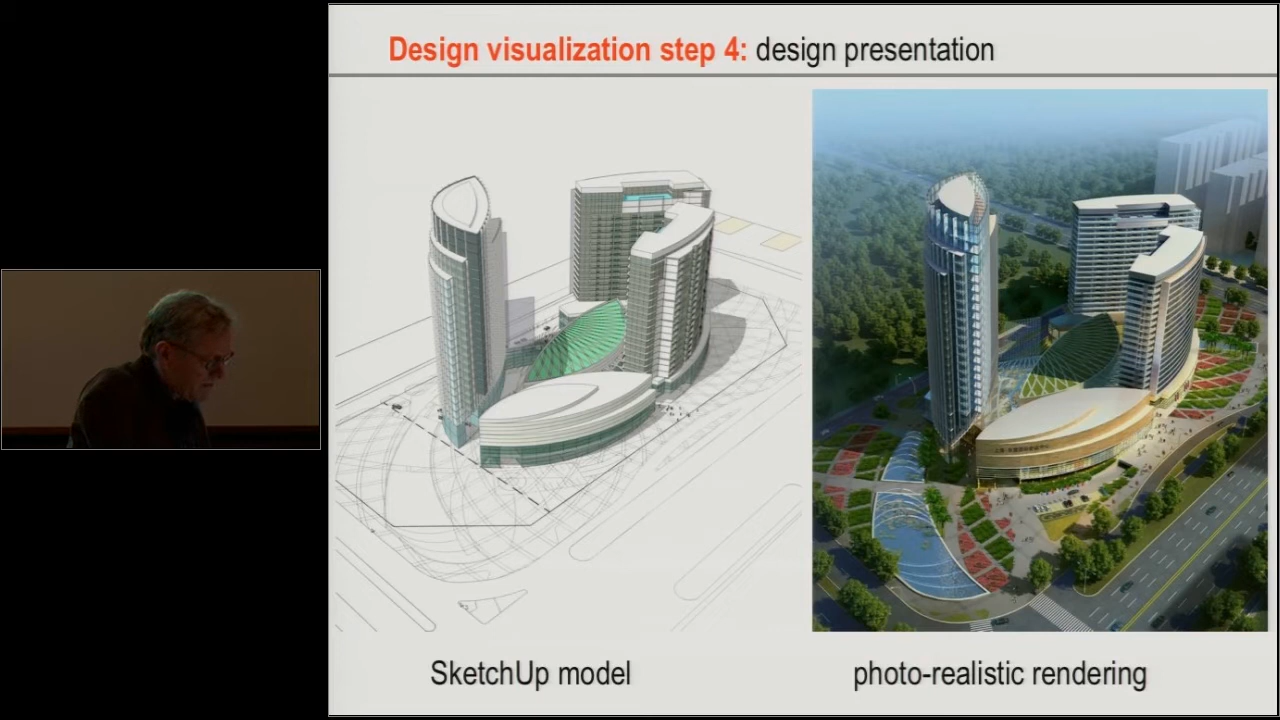 Design visualization step 4: design presentation
SketchUp model
photo-realistic rendering